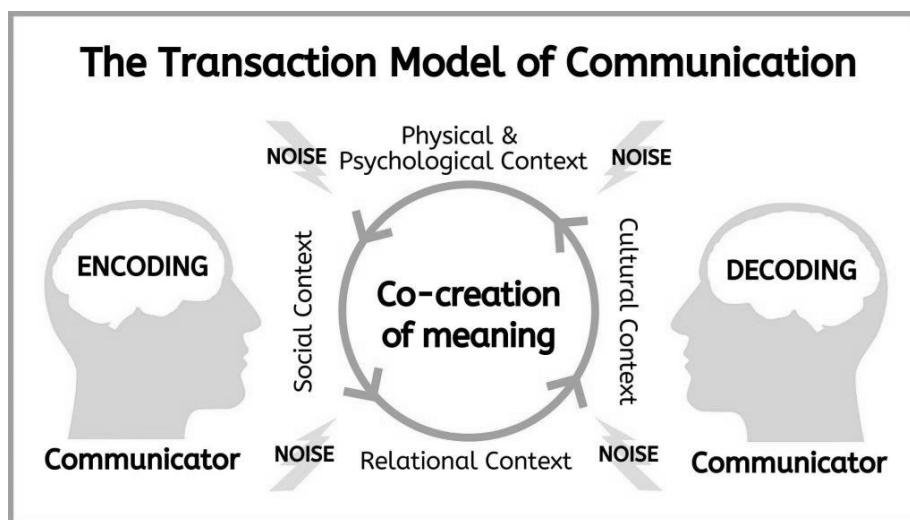 The Transaction Model of Communication
NOISE
Physical &
Psychological Context
NOISE
ENCODING
Social Context
Co-creation
of meaning
Cultural Context
DECODING
Communicator
NOISE
Relational Context
NOISE
Communicator